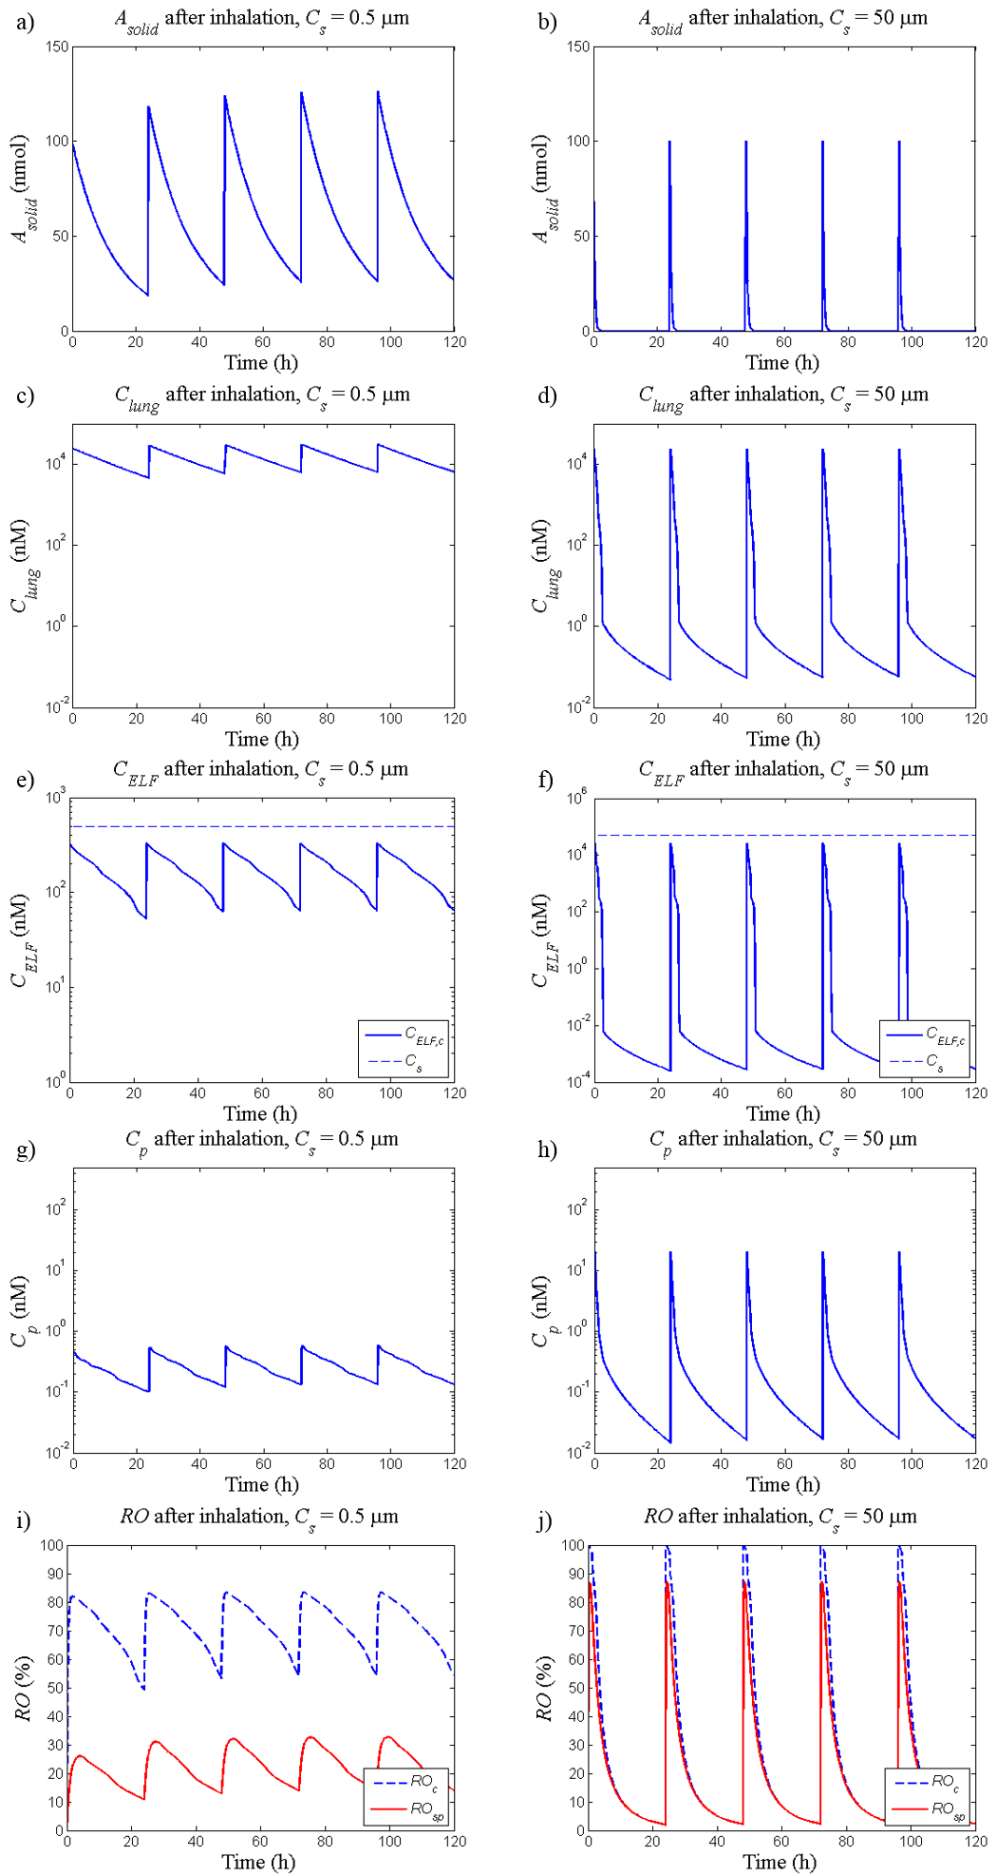 a) A_solid after inhalation, C_s = 0.5 µm
150
100
50
0
A_solid (nmol)
0 20 40 60 80 100 120
Time (h)
b) A_solid after inhalation, C_s = 50 µm
150
100
50
0
A_solid (nmol)
0 20 40 60 80 100 120
Time (h)
c) C_lung after inhalation, C_s = 0.5 µm
10^4
10^2
10^0
10^-2
C_lung (nM)
0 20 40 60 80 100 120
Time (h)
d) C_lung after inhalation, C_s = 50 µm
10^4
10^2
10^0
10^-2
C_lung (nM)
0 20 40 60 80 100 120
Time (h)
e) C_ELF after inhalation, C_s = 0.5 µm
10^3
10^2
10^1
10^0
C_ELF (nM)
C_ELF,c
C_s
0 20 40 60 80 100 120
Time (h)
f) C_ELF after inhalation, C_s = 50 µm
10^6
10^4
10^2
10^0
10^-2
10^-4
C_ELF (nM)
C_ELF,c
C_s
0 20 40 60 80 100 120
Time (h)
g) C_p after inhalation, C_s = 0.5 µm
10^2
10^1
10^0
10^-1
10^-2
C_p (nM)
0 20 40 60 80 100 120
Time (h)
h) C_p after inhalation, C_s = 50 µm
10^2
10^1
10^0
10^-1
10^-2
C_p (nM)
0 20 40 60 80 100 120
Time (h)
i) RO after inhalation, C_s = 0.5 µm
100
90
80
70
60
50
40
30
20
10
0
RO (%)
RO_c
RO_sp
0 20 40 60 80 100 120
Time (h)
j) RO after inhalation, C_s = 50 µm
100
90
80
70
60
50
40
30
20
10
0
RO (%)
RO_c
RO_sp
0 20 40 60 80 100 120
Time (h)